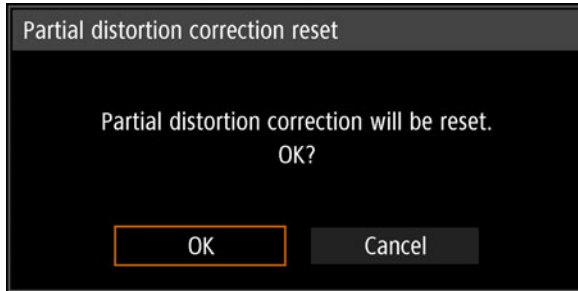 Partial distortion correction reset
Partial distortion correction will be reset.
OK?
OK
Cancel